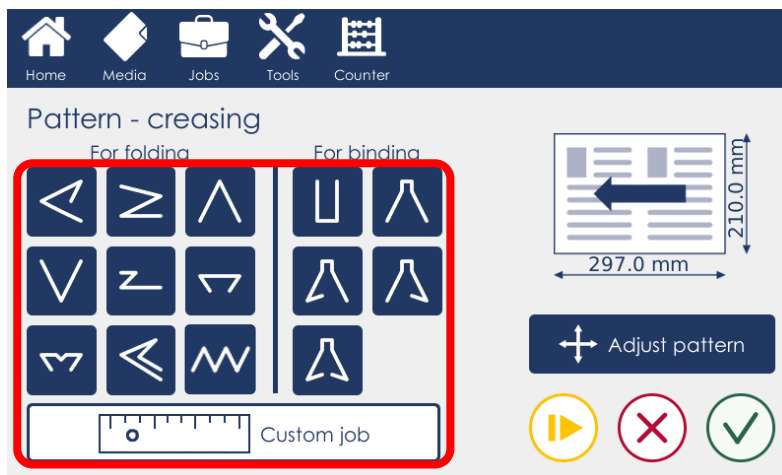 Home Media Jobs Tools Counter
Pattern - creasing
For folding For binding
210.0 mm
297.0 mm
Adjust pattern
Custom job